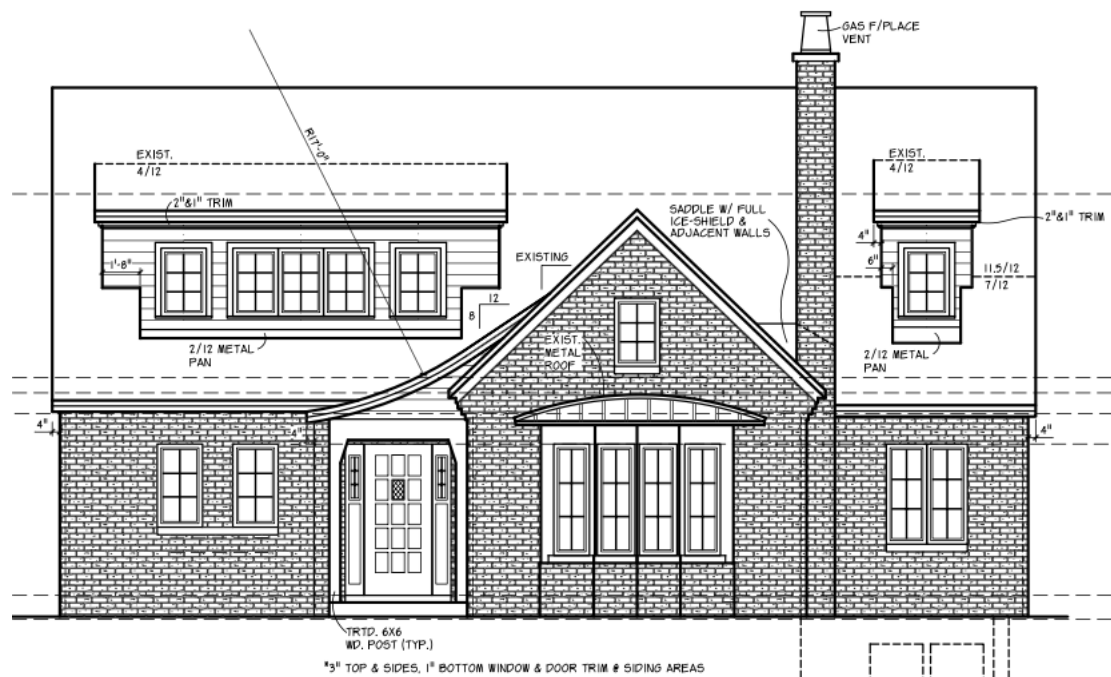 GAS F/PLACE
VENT
R17'-0"
EXIST.
4/12
EXIST.
4/12
2"&1" TRIM
SADDLE W/ FULL
ICE-SHIELD &
ADJACENT WALLS
2"&1" TRIM
4"
1'-8"
EXISTING
6"
11.5/12
7/12
12
8
2/12 METAL
PAN
EXIST.
METAL
ROOF
2/12 METAL
PAN
4"
4"
4"
TRTD. 6X6
WD. POST (TYP.)
"3" TOP & SIDES, 1" BOTTOM WINDOW & DOOR TRIM @ SIDING AREAS